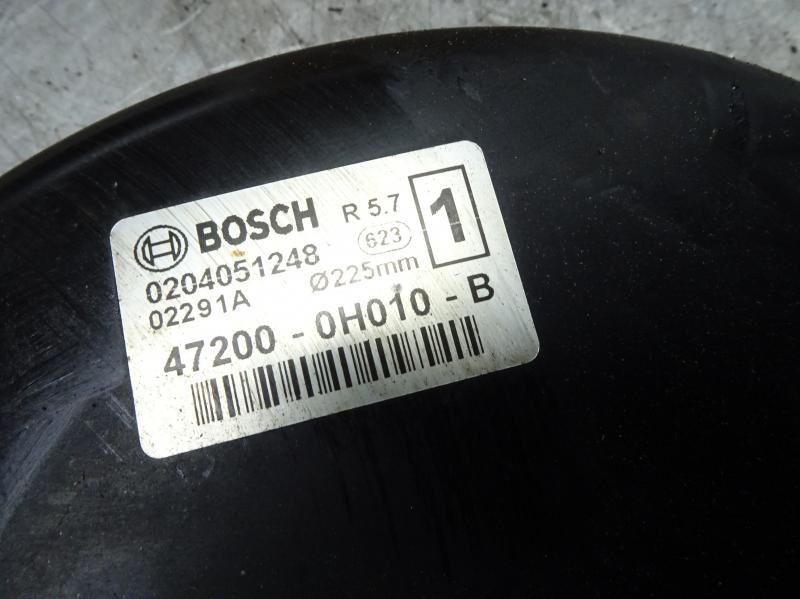 BOSCH R 5.7 1
0204051248 623
02291A Ø225mm
47200 - 0H010 - B